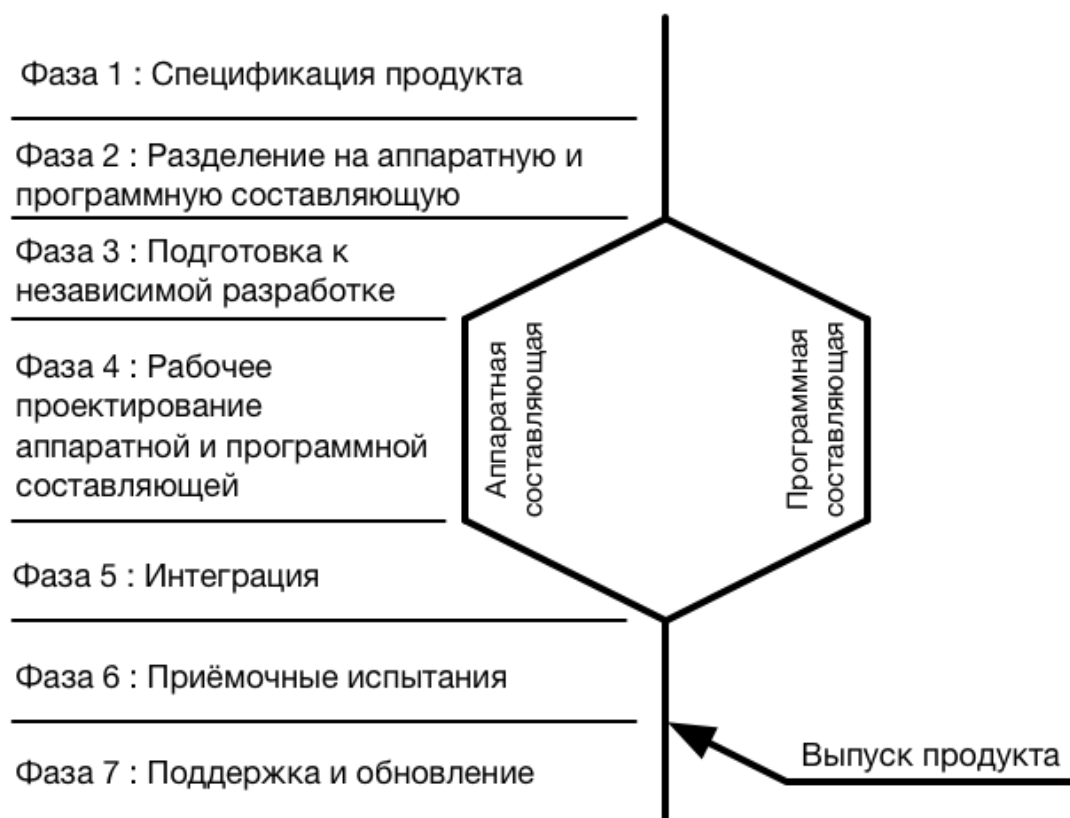 Фаза 1 : Спецификация продукта
Фаза 2 : Разделение на аппаратную и
программную составляющую
Фаза 3 : Подготовка к
независимой разработке
Фаза 4 : Рабочее
проектирование
аппаратной и программной
составляющей
Аппаратная
составляющая
Программная
составляющая
Фаза 5 : Интеграция
Фаза 6 : Приёмочные испытания
Фаза 7 : Поддержка и обновление
Выпуск продукта